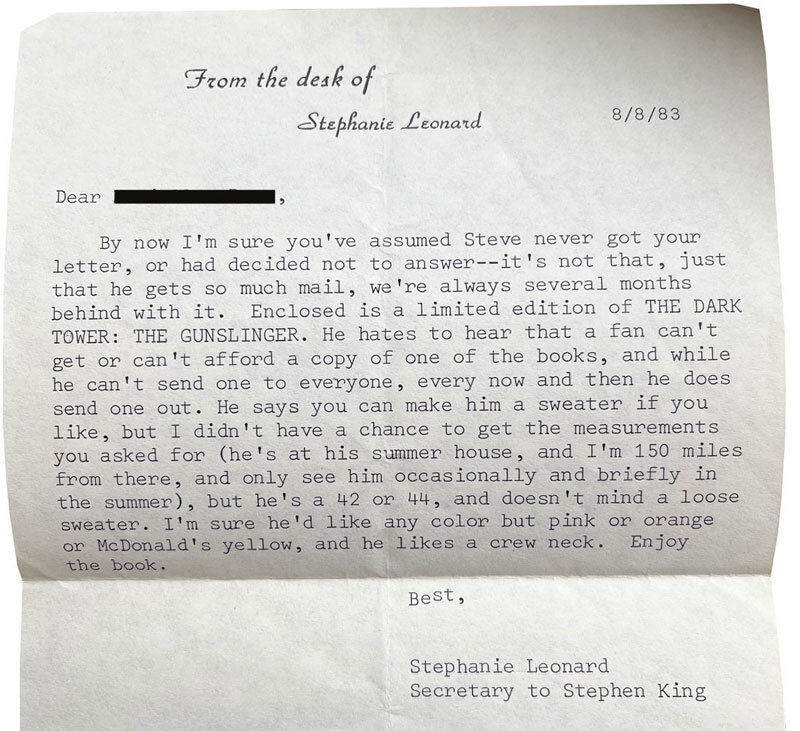 From the desk of
Stephanie Leonard
8/8/83
Dear ,
By now I'm sure you've assumed Steve never got your
letter, or had decided not to answer--it's not that, just
that he gets so much mail, we're always several months
behind with it. Enclosed is a limited edition of THE DARK
TOWER: THE GUNSLINGER. He hates to hear that a fan can't
get or can't afford a copy of one of the books, and while
he can't send one to everyone, every now and then he does
send one out. He says you can make him a sweater if you
like, but I didn't have a chance to get the measurements
you asked for (he's at his summer house, and I'm 150 miles
from there, and only see him occasionally and briefly in
the summer), but he's a 42 or 44, and doesn't mind a loose
sweater. I'm sure he'd like any color but pink or orange
or McDonald's yellow, and he likes a crew neck. Enjoy
the book.
Best,
Stephanie Leonard
Secretary to Stephen King